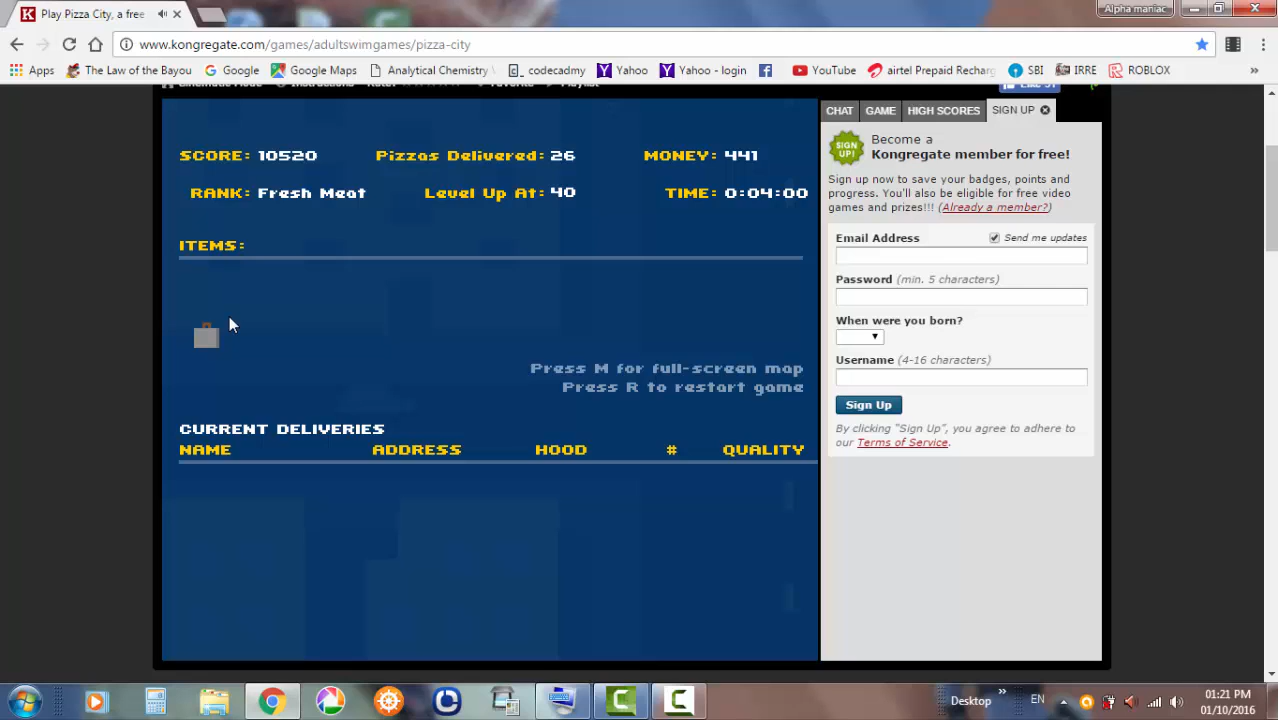 Play Pizza City, a free
Alpha maniac
www.kongregate.com/games/adultswimgames/pizza-city
Apps The Law of the Bayou Google Google Maps Analytical Chemistry codecadmy Yahoo Yahoo - login YouTube airtel Prepaid Recharg SBI IRRE ROBLOX »
SCORE: 10520 Pizzas Delivered: 26 MONEY: 441
RANK: Fresh Meat Level Up At: 40 TIME: 0:04:00
ITEMS:
Press M for full-screen map
Press R to restart game
CURRENT DELIVERIES
NAME ADDRESS HOOD # QUALITY
CHAT GAME HIGH SCORES SIGN UP
SIGN UP!
Become a
Kongregate member for free!
Sign up now to save your badges, points and
progress. You'll also be eligible for free video
games and prizes!!! (Already a member?)
Email Address Send me updates
Password (min. 5 characters)
When were you born?
Username (4-16 characters)
Sign Up
By clicking "Sign Up", you agree to adhere to
our Terms of Service.
Desktop » EN 01:21 PM
01/10/2016